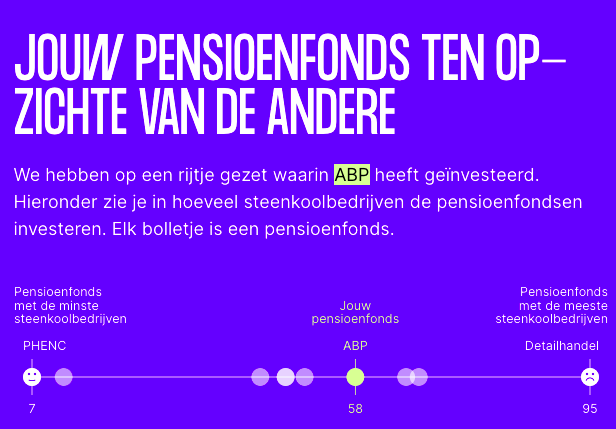 JOUW PENSIOENFONDS TEN OP–
ZICHTE VAN DE ANDERE
We hebben op een rijtje gezet waarin ABP heeft geïnvesteerd.
Hieronder zie je in hoeveel steenkoolbedrijven de pensioenfondsen
investeren. Elk bolletje is een pensioenfonds.
Pensioenfonds
met de minste
steenkoolbedrijven
Jouw
pensioenfonds
Pensioenfonds
met de meeste
steenkoolbedrijven
PHENC
ABP
Detailhandel
7
58
95